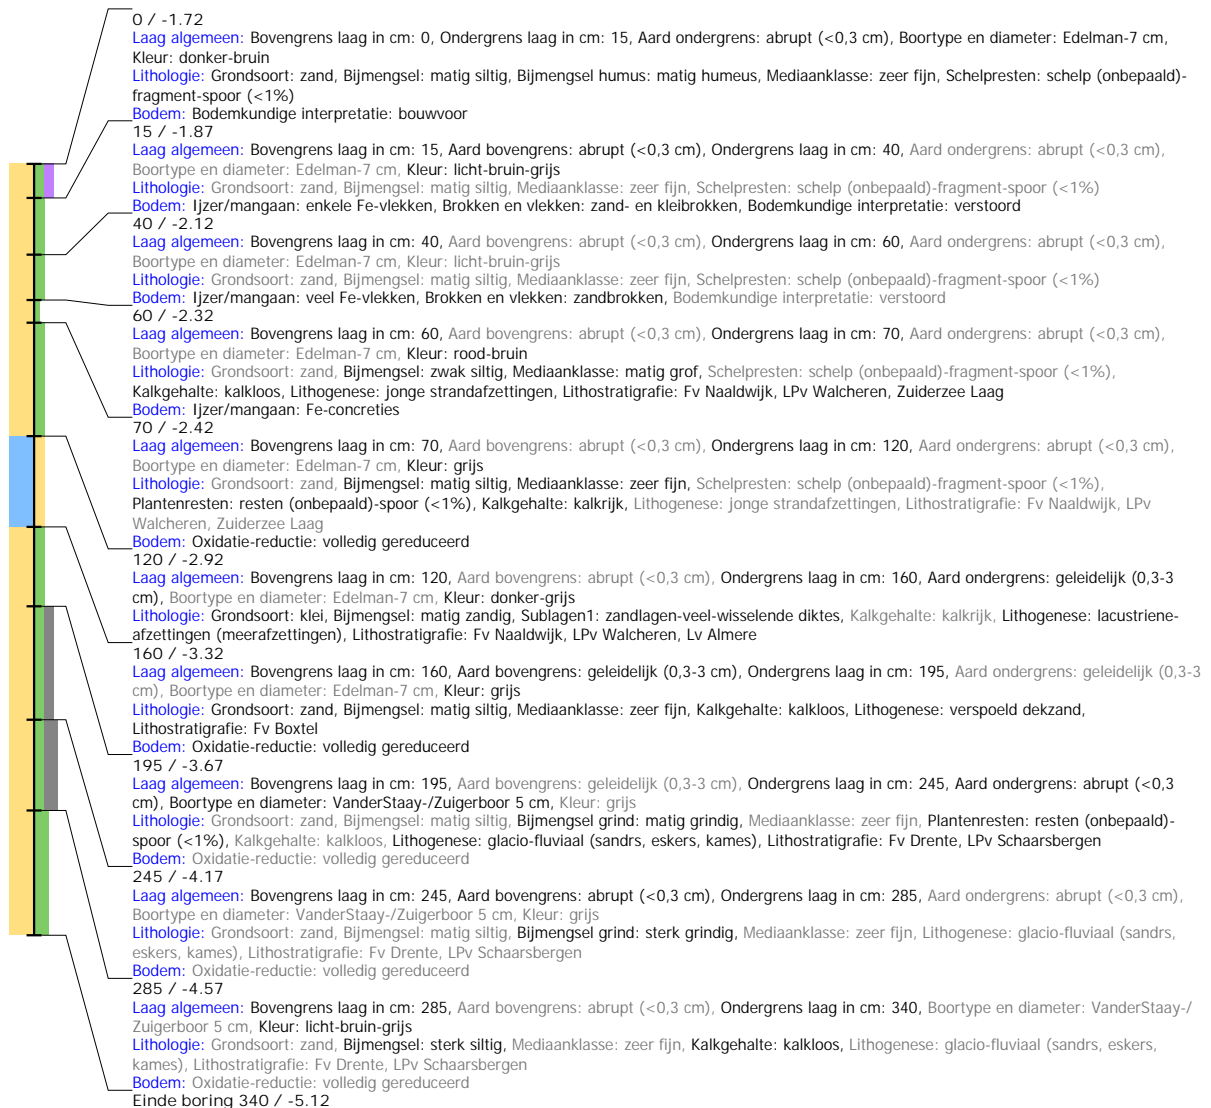 0 / -1.72
Laag algemeen: Bovengrens laag in cm: 0, Ondergrens laag in cm: 15, Aard ondergrens: abrupt (<0,3 cm), Boortype en diameter: Edelman-7 cm,
Kleur: donker-bruin
Lithologie: Grondsoort: zand, Bijmengsel: matig siltig, Bijmengsel humus: matig humeus, Mediaanklasse: zeer fijn, Schelpresten: schelp (onbepaald)-
fragment-spoor (<1%)
Bodem: Bodemkundige interpretatie: bouwvoor
15 / -1.87
Laag algemeen: Bovengrens laag in cm: 15, Aard bovengrens: abrupt (<0,3 cm), Ondergrens laag in cm: 40, Aard ondergrens: abrupt (<0,3 cm),
Boortype en diameter: Edelman-7 cm, Kleur: licht-bruin-grijs
Lithologie: Grondsoort: zand, Bijmengsel: matig siltig, Mediaanklasse: zeer fijn, Schelpresten: schelp (onbepaald)-fragment-spoor (<1%)
Bodem: Ijzer/mangaan: enkele Fe-vlekken, Brokken en vlekken: zand- en kleibrokken, Bodemkundige interpretatie: verstoord
40 / -2.12
Laag algemeen: Bovengrens laag in cm: 40, Aard bovengrens: abrupt (<0,3 cm), Ondergrens laag in cm: 60, Aard ondergrens: abrupt (<0,3 cm),
Boortype en diameter: Edelman-7 cm, Kleur: licht-bruin-grijs
Lithologie: Grondsoort: zand, Bijmengsel: matig siltig, Mediaanklasse: zeer fijn, Schelpresten: schelp (onbepaald)-fragment-spoor (<1%)
Bodem: Ijzer/mangaan: veel Fe-vlekken, Brokken en vlekken: zandbrokken, Bodemkundige interpretatie: verstoord
60 / -2.32
Laag algemeen: Bovengrens laag in cm: 60, Aard bovengrens: abrupt (<0,3 cm), Ondergrens laag in cm: 70, Aard ondergrens: abrupt (<0,3 cm),
Boortype en diameter: Edelman-7 cm, Kleur: rood-bruin
Lithologie: Grondsoort: zand, Bijmengsel: zwak siltig, Mediaanklasse: matig grof, Schelpresten: schelp (onbepaald)-fragment-spoor (<1%),
Kalkgehalte: kalkloos, Lithogenese: jonge strandafzettingen, Lithostratigrafie: Fv Naaldwijk, LPv Walcheren, Zuiderzee Laag
Bodem: Ijzer/mangaan: Fe-concreties
70 / -2.42
Laag algemeen: Bovengrens laag in cm: 70, Aard bovengrens: abrupt (<0,3 cm), Ondergrens laag in cm: 120, Aard ondergrens: abrupt (<0,3 cm),
Boortype en diameter: Edelman-7 cm, Kleur: grijs
Lithologie: Grondsoort: zand, Bijmengsel: matig siltig, Mediaanklasse: zeer fijn, Schelpresten: schelp (onbepaald)-fragment-spoor (<1%),
Plantenresten: resten (onbepaald)-spoor (<1%), Kalkgehalte: kalkrijk, Lithogenese: jonge strandafzettingen, Lithostratigrafie: Fv Naaldwijk, LPv
Walcheren, Zuiderzee Laag
Bodem: Oxidatie-reductie: volledig gereduceerd
120 / -2.92
Laag algemeen: Bovengrens laag in cm: 120, Aard bovengrens: abrupt (<0,3 cm), Ondergrens laag in cm: 160, Aard ondergrens: geleidelijk (0,3-3
cm), Boortype en diameter: Edelman-7 cm, Kleur: donker-grijs
Lithologie: Grondsoort: klei, Bijmengsel: matig zandig, Sublagen1: zandlagen-veel-wisselende diktes, Kalkgehalte: kalkrijk, Lithogenese: lacustriene-
afzettingen (meerafzettingen), Lithostratigrafie: Fv Naaldwijk, LPv Walcheren, Lv Almere
160 / -3.32
Laag algemeen: Bovengrens laag in cm: 160, Aard bovengrens: geleidelijk (0,3-3 cm), Ondergrens laag in cm: 195, Aard ondergrens: geleidelijk (0,3-3
cm), Boortype en diameter: Edelman-7 cm, Kleur: grijs
Lithologie: Grondsoort: zand, Bijmengsel: matig siltig, Mediaanklasse: zeer fijn, Kalkgehalte: kalkloos, Lithogenese: verspoeld dekzand,
Lithostratigrafie: Fv Boxtel
Bodem: Oxidatie-reductie: volledig gereduceerd
195 / -3.67
Laag algemeen: Bovengrens laag in cm: 195, Aard bovengrens: geleidelijk (0,3-3 cm), Ondergrens laag in cm: 245, Aard ondergrens: abrupt (<0,3
cm), Boortype en diameter: VanderStaay-/Zuigerboor 5 cm, Kleur: grijs
Lithologie: Grondsoort: zand, Bijmengsel: matig siltig, Bijmengsel grind: matig grindig, Mediaanklasse: zeer fijn, Plantenresten: resten (onbepaald)-
spoor (<1%), Kalkgehalte: kalkloos, Lithogenese: glacio-fluviaal (sandrs, eskers, kames), Lithostratigrafie: Fv Drente, LPv Schaarsbergen
Bodem: Oxidatie-reductie: volledig gereduceerd
245 / -4.17
Laag algemeen: Bovengrens laag in cm: 245, Aard bovengrens: abrupt (<0,3 cm), Ondergrens laag in cm: 285, Aard ondergrens: abrupt (<0,3 cm),
Boortype en diameter: VanderStaay-/Zuigerboor 5 cm, Kleur: grijs
Lithologie: Grondsoort: zand, Bijmengsel: matig siltig, Bijmengsel grind: sterk grindig, Mediaanklasse: zeer fijn, Lithogenese: glacio-fluviaal (sandrs,
eskers, kames), Lithostratigrafie: Fv Drente, LPv Schaarsbergen
Bodem: Oxidatie-reductie: volledig gereduceerd
285 / -4.57
Laag algemeen: Bovengrens laag in cm: 285, Aard bovengrens: abrupt (<0,3 cm), Ondergrens laag in cm: 340, Boortype en diameter: VanderStaay-/
Zuigerboor 5 cm, Kleur: licht-bruin-grijs
Lithologie: Grondsoort: zand, Bijmengsel: sterk siltig, Mediaanklasse: zeer fijn, Kalkgehalte: kalkloos, Lithogenese: glacio-fluviaal (sandrs, eskers,
kames), Lithostratigrafie: Fv Drente, LPv Schaarsbergen
Bodem: Oxidatie-reductie: volledig gereduceerd
Einde boring 340 / -5.12